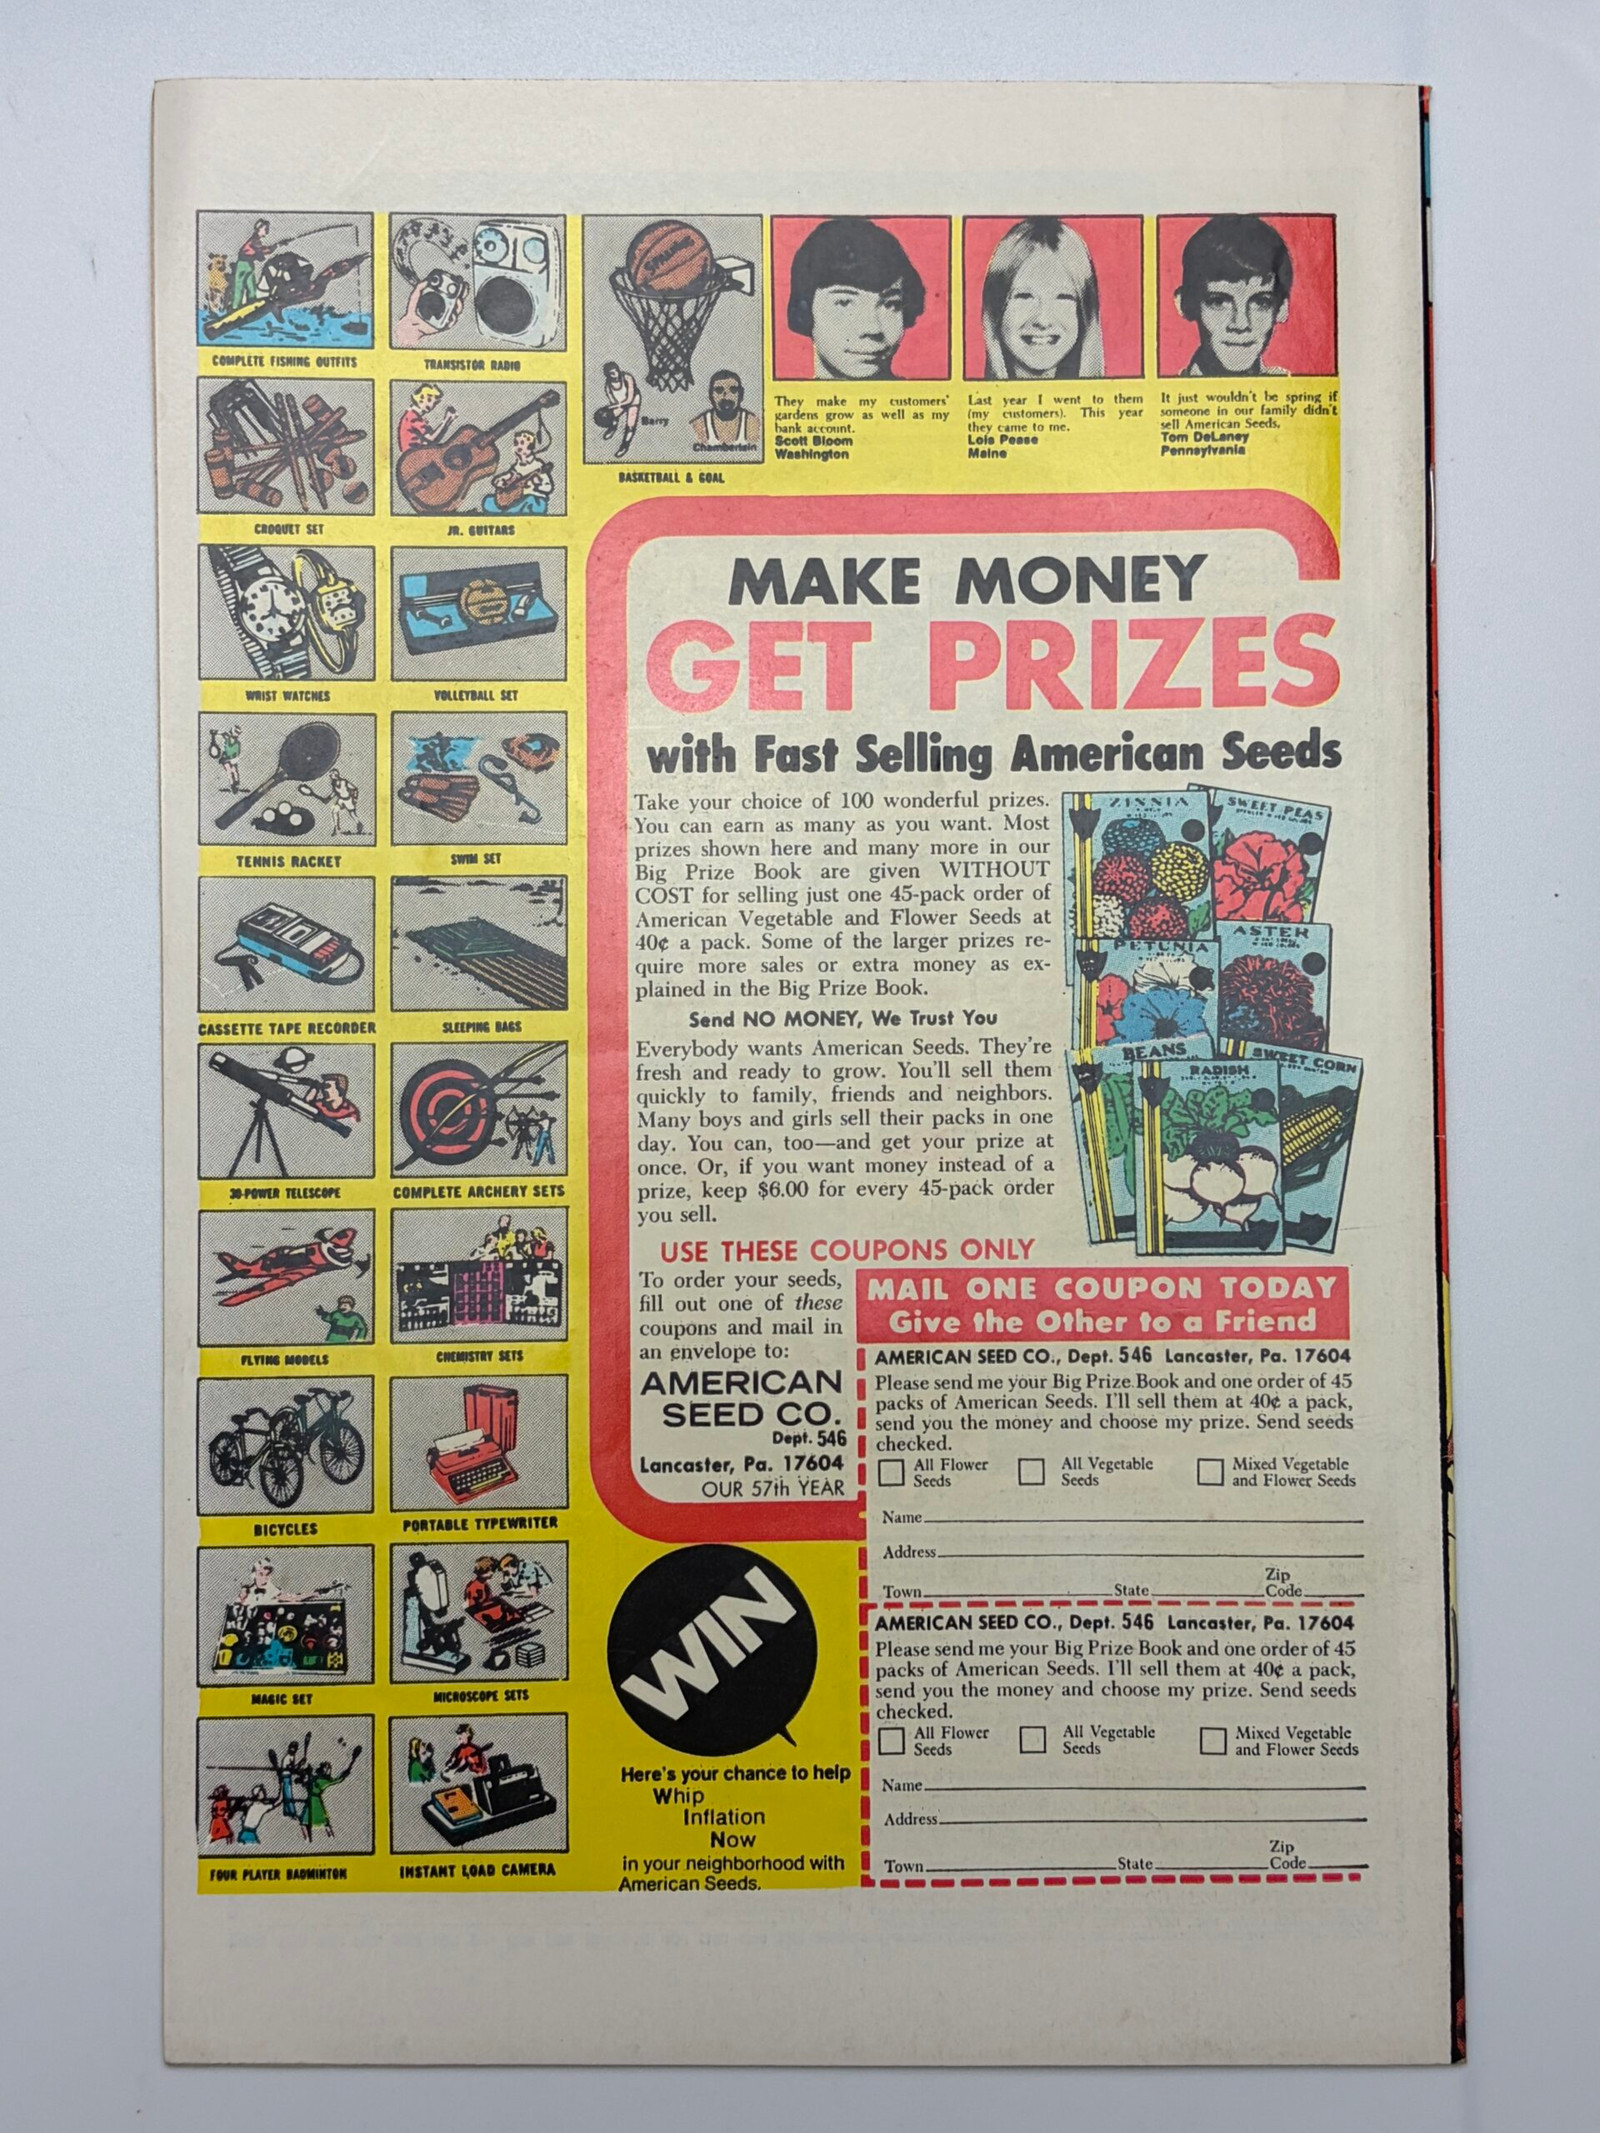 COMPLETE FISHING OUTFITS
TRANSISTOR RADIO
CROQUET SET
JR. GUITARS
WRIST WATCHES
VOLLEYBALL SET
TENNIS RACKET
SWIM SET
CASSETTE TAPE RECORDER
SLEEPING BAGS
30-POWER TELESCOPE
COMPLETE ARCHERY SETS
FLYING MODELS
CHEMISTRY SETS
BICYCLES
PORTABLE TYPEWRITER
MAGIC SET
MICROSCOPE SETS
FOUR PLAYER BADMINTON
INSTANT LOAD CAMERA
Barry
Chamberlain
BASKETBALL & GOAL
They make my customers'
gardens grow as well as my
bank account.
Scott Bloom
Washington
Last year I went to them
(my customers). This year
they came to me.
Lois Pease
Maine
It just wouldn't be spring if
someone in our family didn't
sell American Seeds.
Tom DeLaney
Pennsylvania
MAKE MONEY
GET PRIZES
with Fast Selling American Seeds
Take your choice of 100 wonderful prizes.
You can earn as many as you want. Most
prizes shown here and many more in our
Big Prize Book are given WITHOUT
COST for selling just one 45-pack order of
American Vegetable and Flower Seeds at
40¢ a pack. Some of the larger prizes re-
quire more sales or extra money as ex-
plained in the Big Prize Book.
Send NO MONEY, We Trust You
Everybody wants American Seeds. They're
fresh and ready to grow. You'll sell them
quickly to family, friends and neighbors.
Many boys and girls sell their packs in one
day. You can, too—and get your prize at
once. Or, if you want money instead of a
prize, keep $6.00 for every 45-pack order
you sell.
ZINNIA
SWEET PEAS
PETUNIA
ASTER
BEANS
RADISH
SWEET CORN
USE THESE COUPONS ONLY
To order your seeds,
fill out one of these
coupons and mail in
an envelope to:
AMERICAN
SEED CO.
Dept. 546
Lancaster, Pa. 17604
OUR 57th YEAR
MAIL ONE COUPON TODAY
Give the Other to a Friend
AMERICAN SEED CO., Dept. 546 Lancaster, Pa. 17604
Please send me your Big Prize Book and one order of 45
packs of American Seeds. I'll sell them at 40¢ a pack,
send you the money and choose my prize. Send seeds
checked.
All Flower Seeds
All Vegetable Seeds
Mixed Vegetable and Flower Seeds
Name
Address
Town State Zip Code
AMERICAN SEED CO., Dept. 546 Lancaster, Pa. 17604
Please send me your Big Prize Book and one order of 45
packs of American Seeds. I'll sell them at 40¢ a pack,
send you the money and choose my prize. Send seeds
checked.
All Flower Seeds
All Vegetable Seeds
Mixed Vegetable and Flower Seeds
Name
Address
Town State Zip Code
WIN
Here's your chance to help
Whip
Inflation
Now
in your neighborhood with
American Seeds.